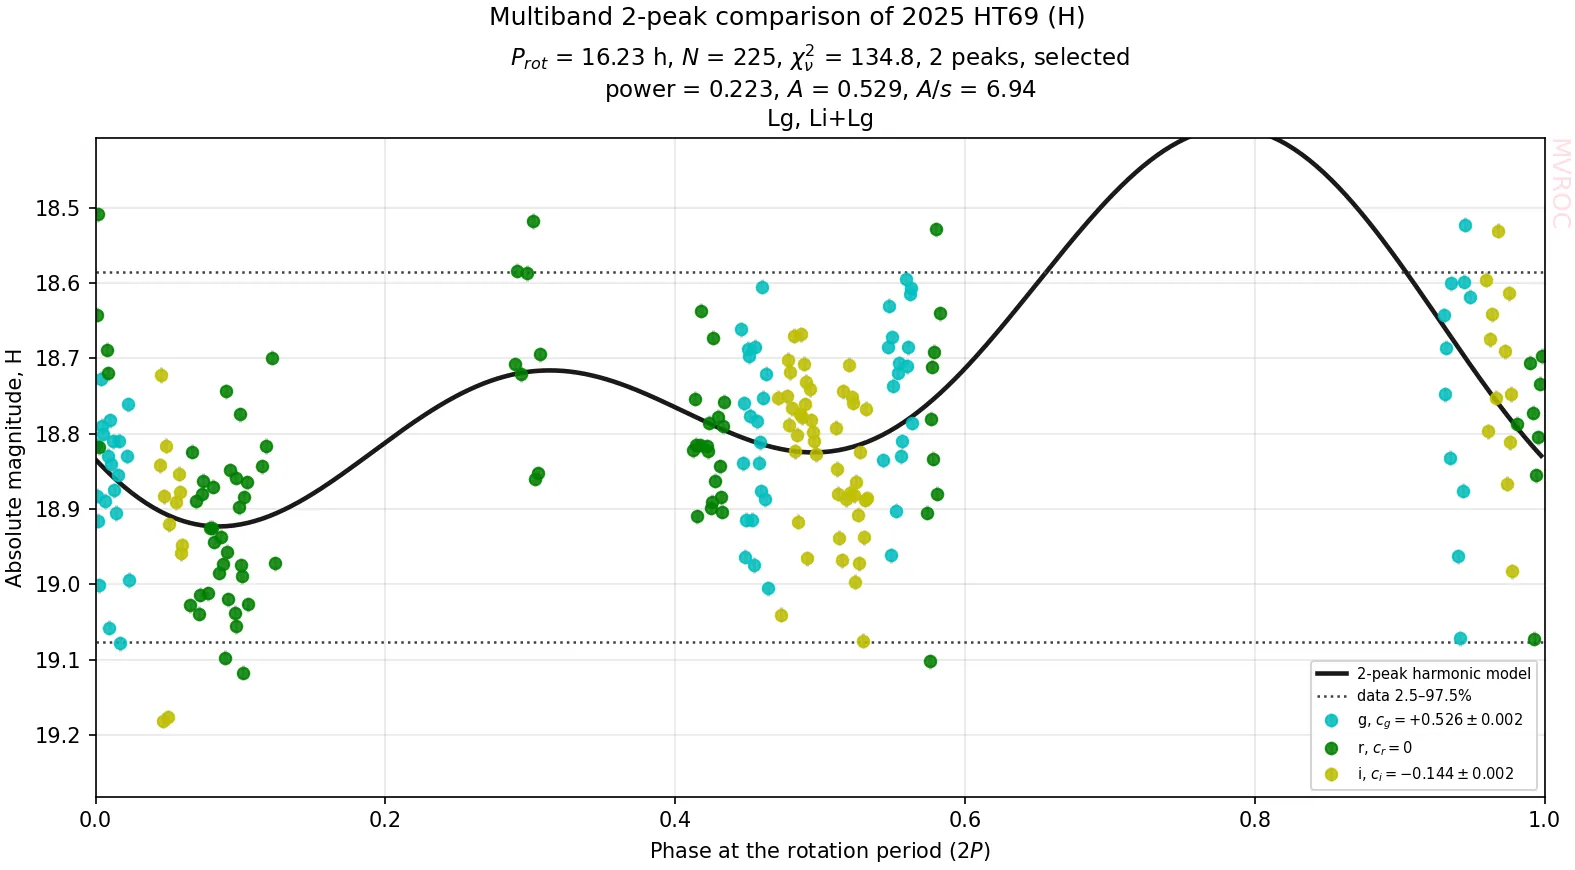 Multiband 2-peak comparison of 2025 HT69 (H)
P_rot = 16.23 h, N = 225, χ²_ν = 134.8, 2 peaks, selected
power = 0.223, A = 0.529, A/s = 6.94
Lg, Li+Lg
MVROC
Absolute magnitude, H
18.5
18.6
18.7
18.8
18.9
19.0
19.1
19.2
2-peak harmonic model
data 2.5–97.5%
g, c_g = +0.526 ± 0.002
r, c_r = 0
i, c_i = −0.144 ± 0.002
0.0 0.2 0.4 0.6 0.8 1.0
Phase at the rotation period (2P)